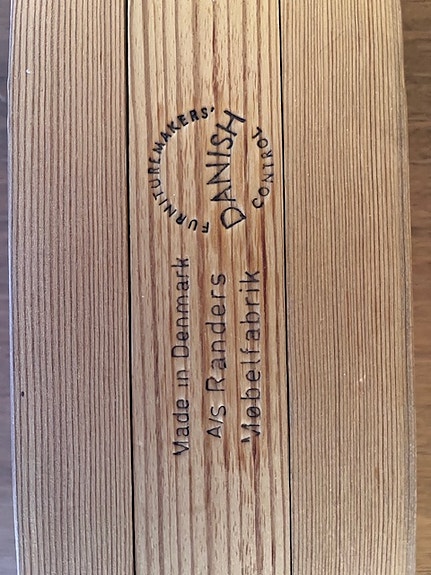 FURNITUREMAKERS'
DANISH
CONTROL
Made in Denmark
A/S Randers
Møbelfabrik